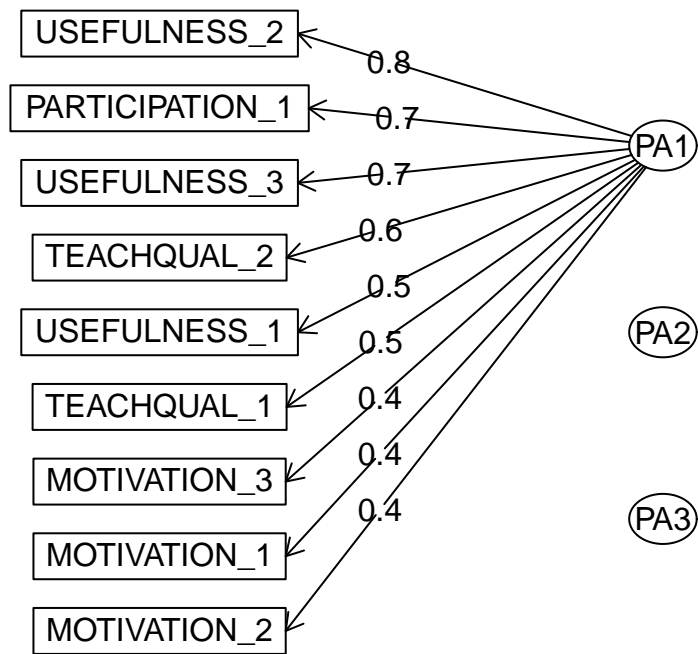 USEFULNESS_2
0.8
PARTICIPATION_1
0.7
PA1
USEFULNESS_3
0.7
TEACHQUAL_2
0.6
USEFULNESS_1
0.5
PA2
TEACHQUAL_1
0.5
MOTIVATION_3
0.4
MOTIVATION_1
0.4
PA3
MOTIVATION_2
0.4